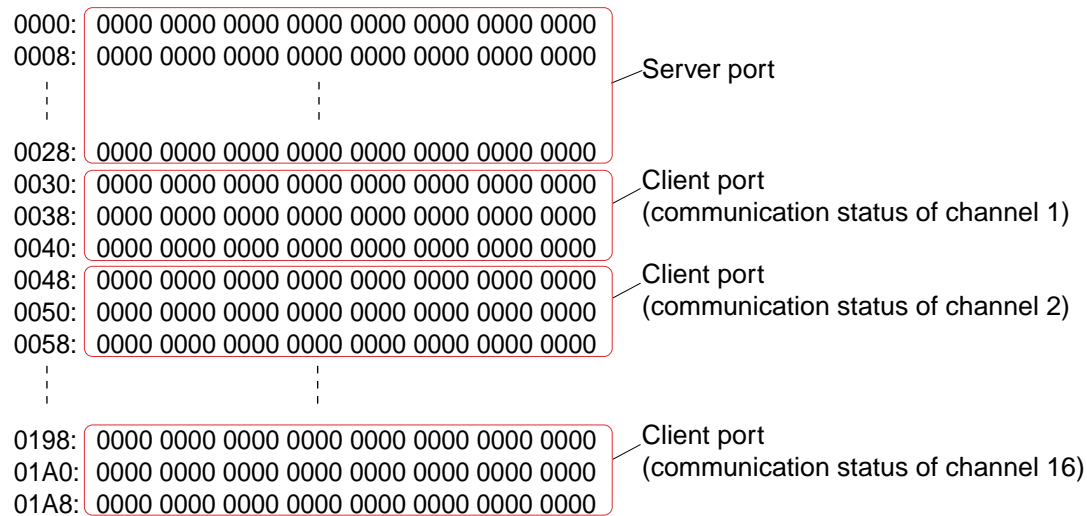 0000: 0000 0000 0000 0000 0000 0000 0000 0000
0008: 0000 0000 0000 0000 0000 0000 0000 0000
Server port
0028: 0000 0000 0000 0000 0000 0000 0000 0000
0030: 0000 0000 0000 0000 0000 0000 0000 0000
Client port
0038: 0000 0000 0000 0000 0000 0000 0000 0000
(communication status of channel 1)
0040: 0000 0000 0000 0000 0000 0000 0000 0000
0048: 0000 0000 0000 0000 0000 0000 0000 0000
Client port
0050: 0000 0000 0000 0000 0000 0000 0000 0000
(communication status of channel 2)
0058: 0000 0000 0000 0000 0000 0000 0000 0000
0198: 0000 0000 0000 0000 0000 0000 0000 0000
Client port
01A0: 0000 0000 0000 0000 0000 0000 0000 0000
(communication status of channel 16)
01A8: 0000 0000 0000 0000 0000 0000 0000 0000